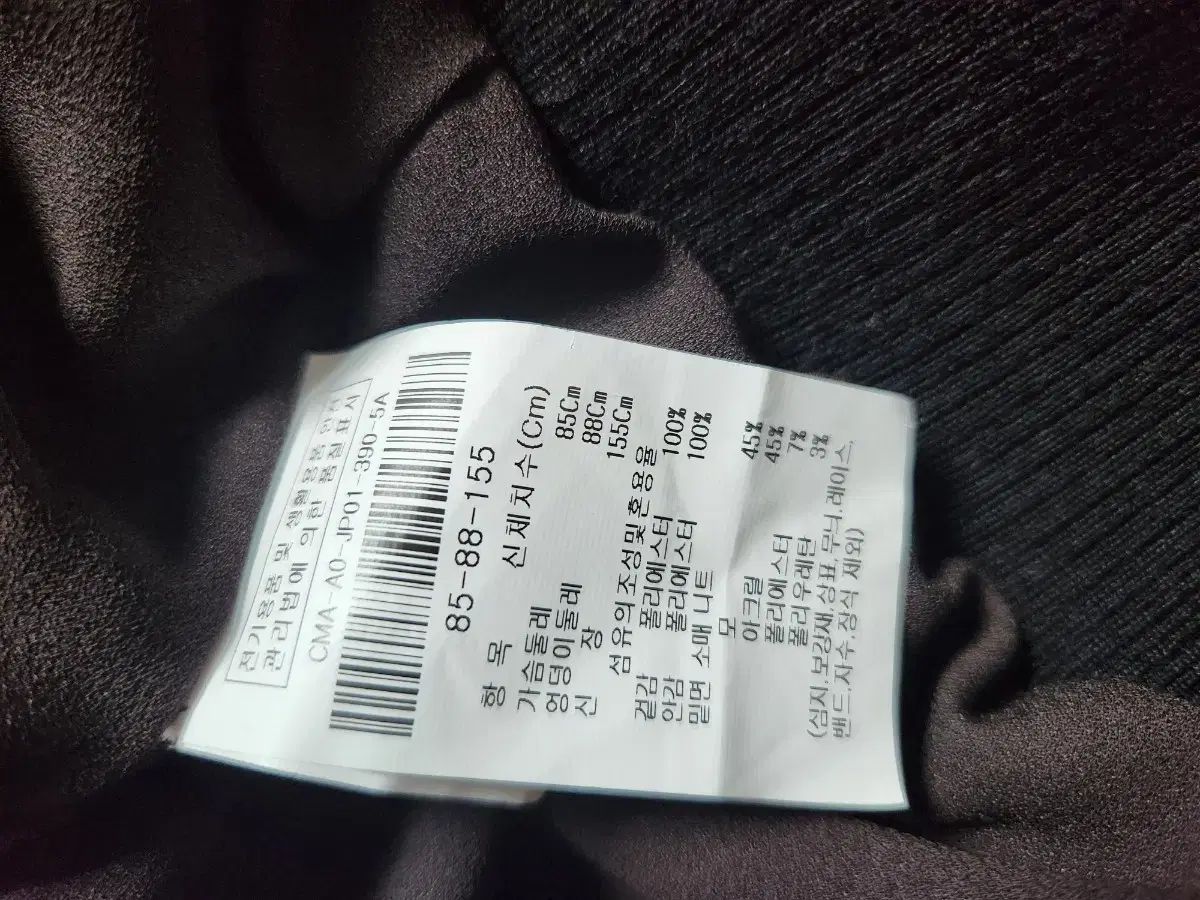 전기용품 및 생활용품 안전
관리법에 의한 품질 표시
CMA-A0-JP01-390-5A
85-88-155
항 목 신체치수(Cm)
가슴둘레 85Cm
엉덩이둘레 88Cm
신 장 155Cm
섬유의조성및혼용율
겉감 폴리에스터 100%
안감 폴리에스터 100%
밑면 소매 니트
모 45%
아크릴 45%
폴리에스터 7%
폴리우레탄 3%
(심지,보강재,상표,무늬,레이스,
밴드,자수,장식 제외)